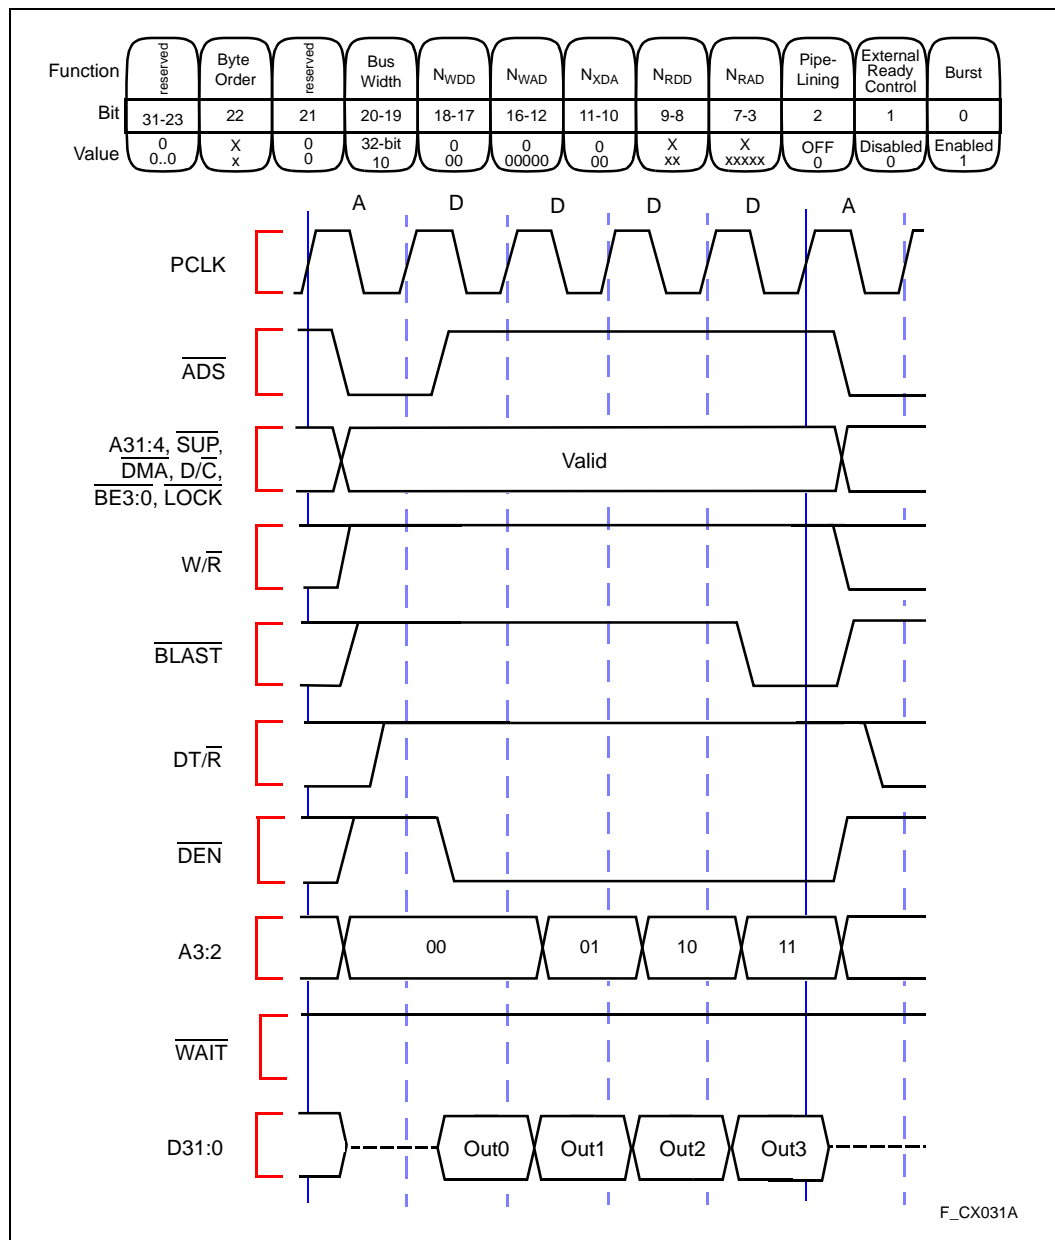 Function reserved Byte Order reserved Bus Width NWDD NWAD NXDA NRDD NRAD Pipe-Lining External Ready Control Burst
Bit 31-23 22 21 20-19 18-17 16-12 11-10 9-8 7-3 2 1 0
Value 0 0..0 X x 0 0 32-bit 10 0 00 0 00000 0 00 X xx X xxxxx OFF 0 Disabled 0 Enabled 1
A D D D D A
PCLK
ADS
A31:4, SUP,
DMA, D/C,
BE3:0, LOCK
Valid
W/R
BLAST
DT/R
DEN
A3:2 00 01 10 11
WAIT
D31:0 Out0 Out1 Out2 Out3
F_CX031A